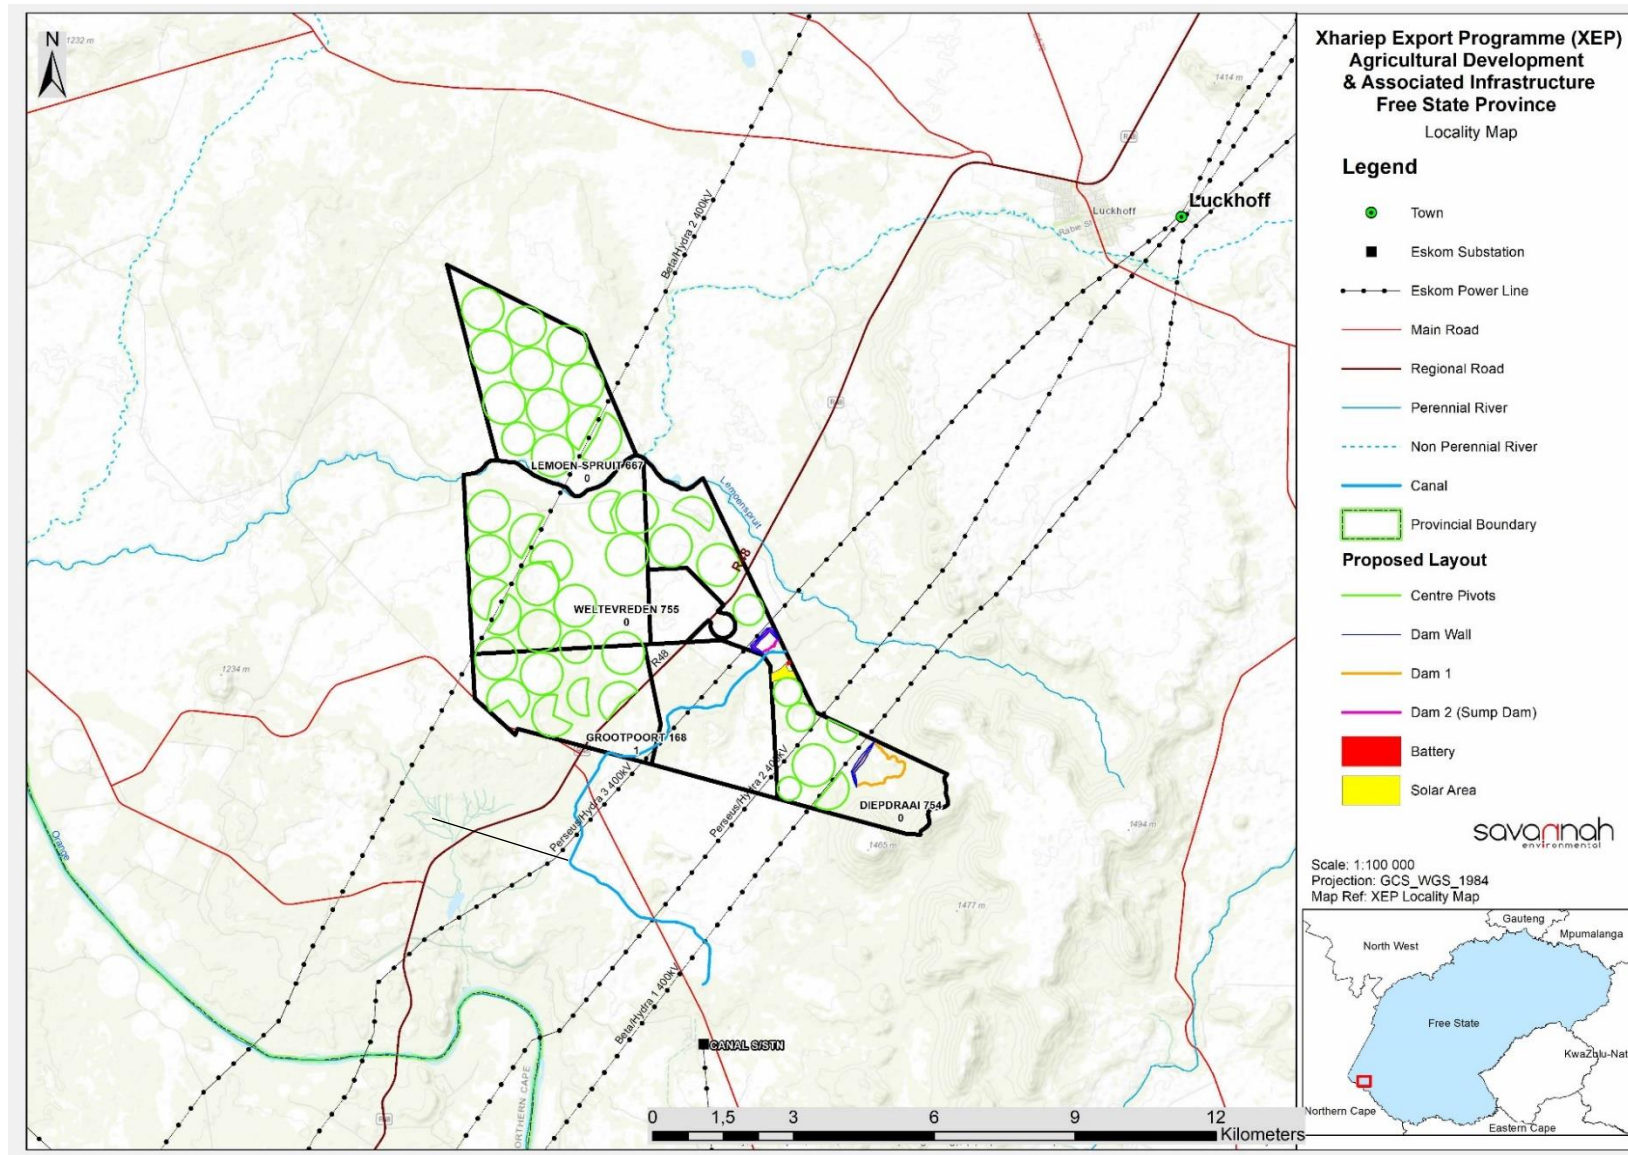 N
1232 m
1414 m
R48
Luckhoff
Luckhoff
Rabie St
Beta/Hydra 2 400kV
R48
LEMOEN-SPRUIT 667
0
Lemoenspruit
R48
WELTEVREDEN 755
0
R48
1234 m
GROOTPOORT 168
1
Perseus/Hydra 3 400kV
Perseus/Hydra 2 400kV
DIEPDRAAI 754
0
1494 m
1465 m
1477 m
Orange
Beta/Hydra 1 400kV
CANAL S/STN
ORTHERN CAPE
R48
0 1,5 3 6 9 12
Kilometers
Xhariep Export Programme (XEP)
Agricultural Development
& Associated Infrastructure
Free State Province
Locality Map
Legend
Town
Eskom Substation
Eskom Power Line
Main Road
Regional Road
Perennial River
Non Perennial River
Canal
Provincial Boundary
Proposed Layout
Centre Pivots
Dam Wall
Dam 1
Dam 2 (Sump Dam)
Battery
Solar Area
savannah
environmental
Scale: 1:100 000
Projection: GCS_WGS_1984
Map Ref: XEP Locality Map
Gauteng
North West
Mpumalanga
Free State
KwaZulu-Nat
Northern Cape
Eastern Cape